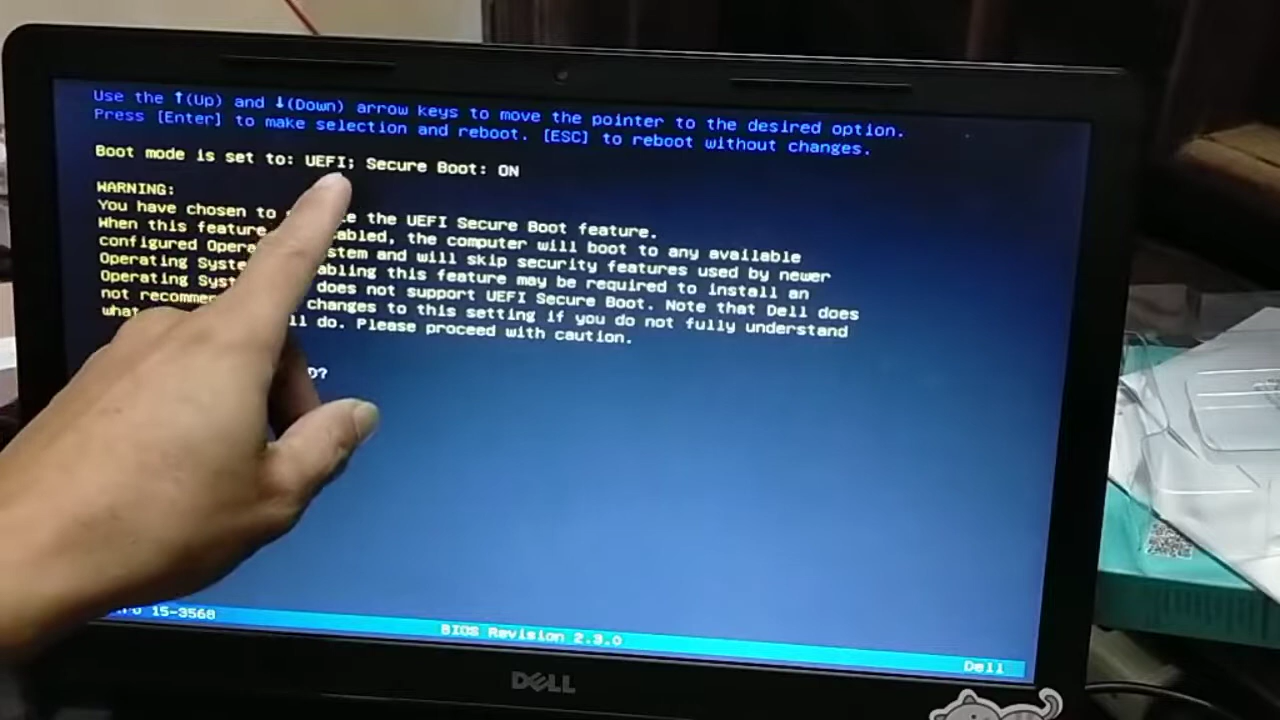 Use the ↑(Up) and ↓(Down) arrow keys to move the pointer to the desired option.
Press [Enter] to make selection and reboot. [ESC] to reboot without changes.
Boot mode is set to: UEFI; Secure Boot: ON
WARNING:
You have chosen to the UEFI Secure Boot feature.
When this feature abled, the computer will boot to any available
configured Opera stem and will skip security features used by newer
Operating Syste abling this feature may be required to install an
Operating Syst does not support UEFI Secure Boot. Note that Dell does
not recomme changes to this setting if you do not fully understand
what ll do. Please proceed with caution.
D?
15-3568
BIOS Revision 2.3.0
Dell
DELL